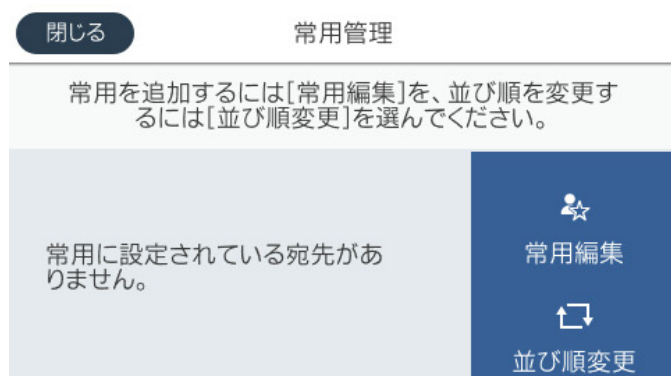 閉じる
常用管理
常用を追加するには[常用編集]を、並び順を変更す
るには[並び順変更]を選んでください。
常用に設定されている宛先があ
りません。
常用編集
並び順変更